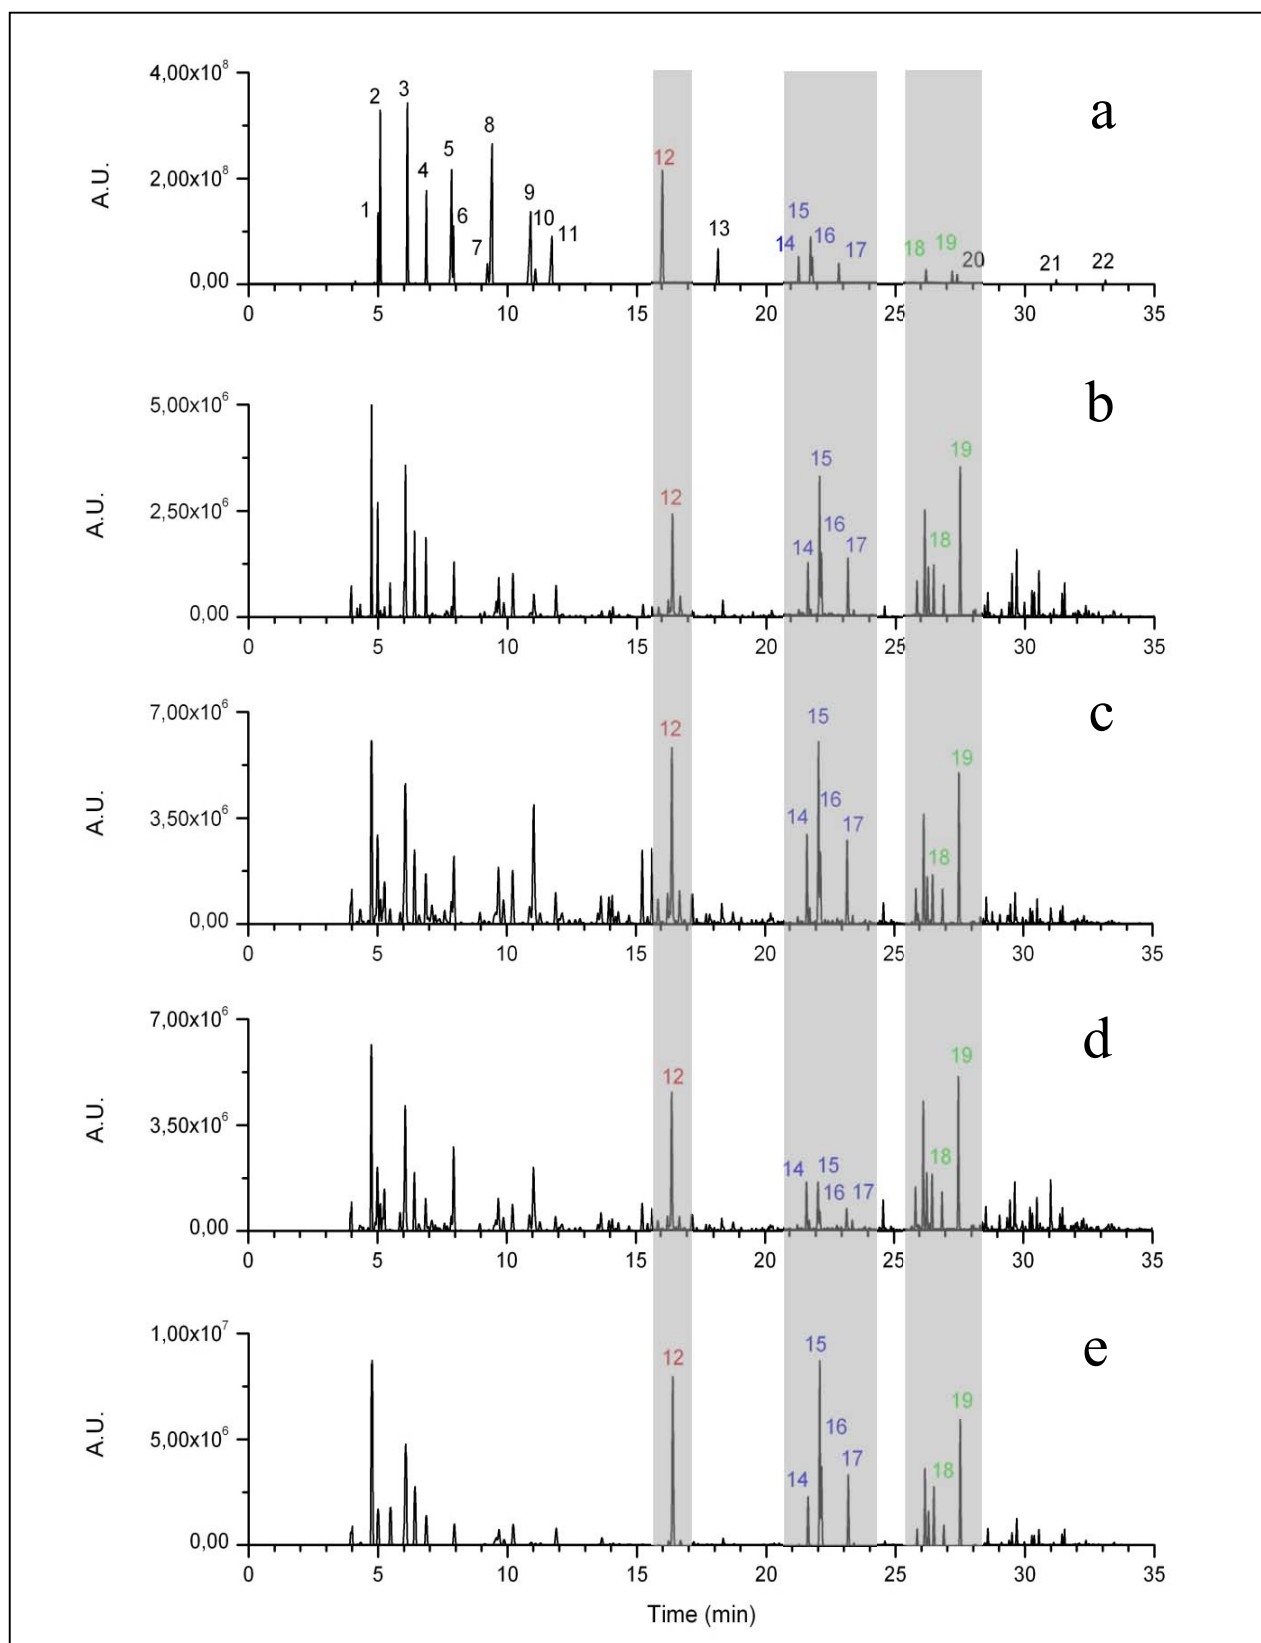 a
4,00x10⁸
2,00x10⁸
0,00
A.U.
1 2 3 4 5 6 7 8 9 10 11 12 13 14 15 16 17 18 19 20 21 22
0 5 10 15 20 25 30 35
b
5,00x10⁶
2,50x10⁶
0,00
A.U.
12 14 15 16 17 18 19
0 5 10 15 20 25 30 35
c
7,00x10⁶
3,50x10⁶
0,00
A.U.
12 14 15 16 17 18 19
0 5 10 15 20 25 30 35
d
7,00x10⁶
3,50x10⁶
0,00
A.U.
12 14 15 16 17 18 19
0 5 10 15 20 25 30 35
e
1,00x10⁷
5,00x10⁶
0,00
A.U.
12 14 15 16 17 18 19
0 5 10 15 20 25 30 35
Time (min)